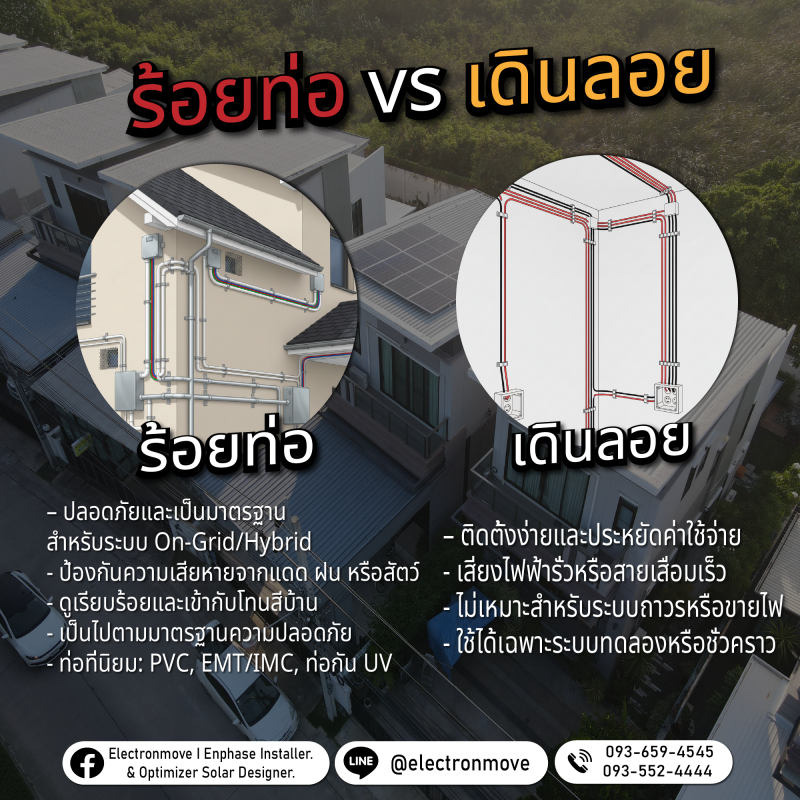 ร้อยท่อ vs เดินลอย
ร้อยท่อ
– ปลอดภัยและเป็นมาตรฐาน
สำหรับระบบ On-Grid/Hybrid
- ป้องกันความเสียหายจากแดด ฝน หรือสัตว์
- ดูเรียบร้อยและเข้ากับโทนสีบ้าน
- เป็นไปตามมาตรฐานความปลอดภัย
- ท่อที่นิยม: PVC, EMT/IMC, ท่อกัน UV
เดินลอย
– ติดตั้งง่ายและประหยัดค่าใช้จ่าย
- เสี่ยงไฟฟ้ารั่วหรือสายเสื่อมเร็ว
- ไม่เหมาะสำหรับระบบถาวรหรือขายไฟ
- ใช้ได้เฉพาะระบบทดลองหรือชั่วคราว
Electronmove I Enphase Installer.
& Optimizer Solar Designer.
LINE
@electronmove
093-659-4545
093-552-4444